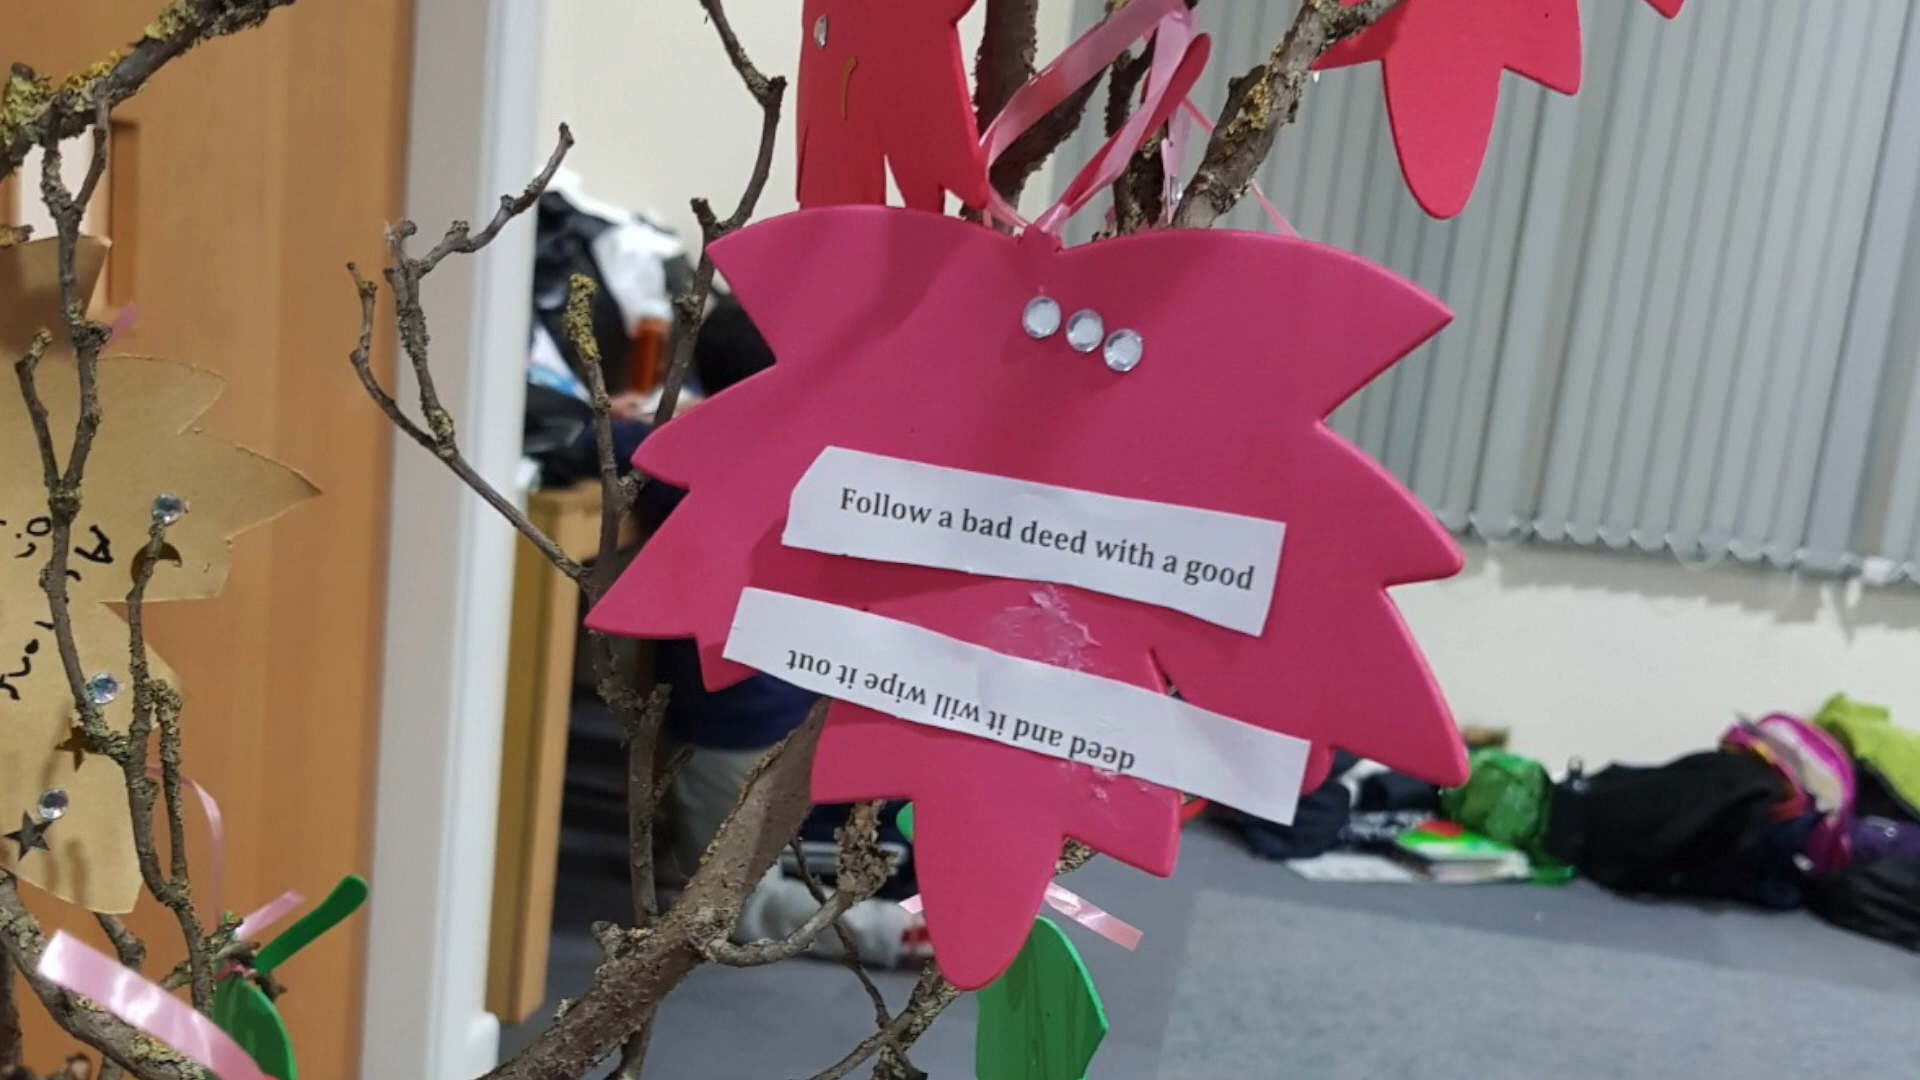 Follow a bad deed with a good
deed and it will wipe it out